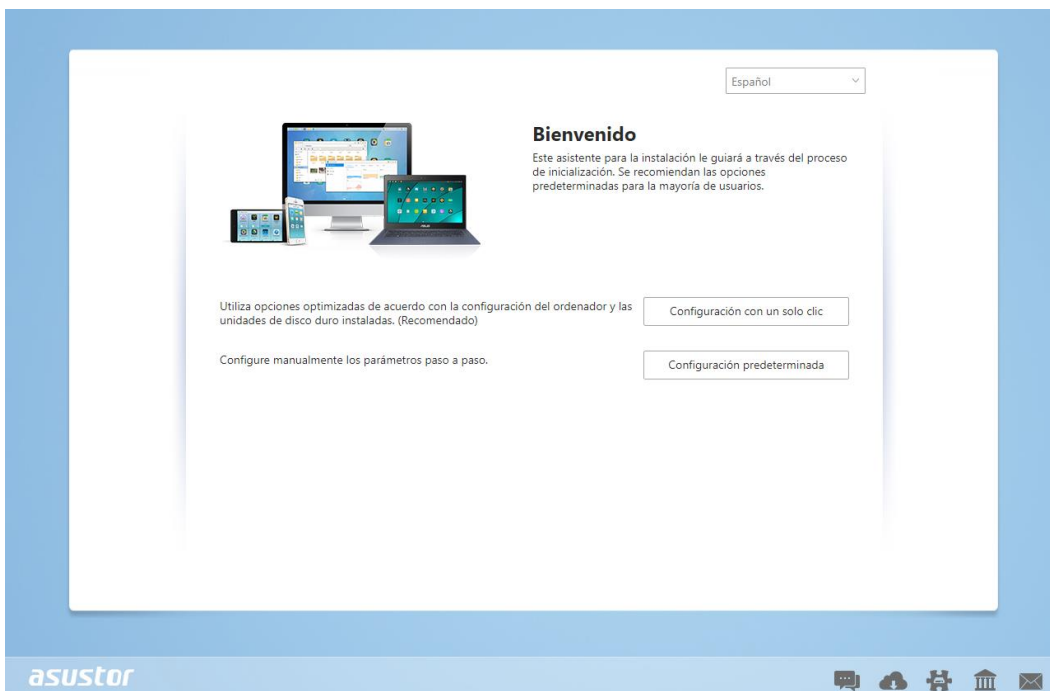 Español
Bienvenido
Este asistente para la instalación le guiará a través del proceso
de inicialización. Se recomiendan las opciones
predeterminadas para la mayoría de usuarios.
Utiliza opciones optimizadas de acuerdo con la configuración del ordenador y las
unidades de disco duro instaladas. (Recomendado)
Configuración con un solo clic
Configure manualmente los parámetros paso a paso.
Configuración predeterminada
asustor